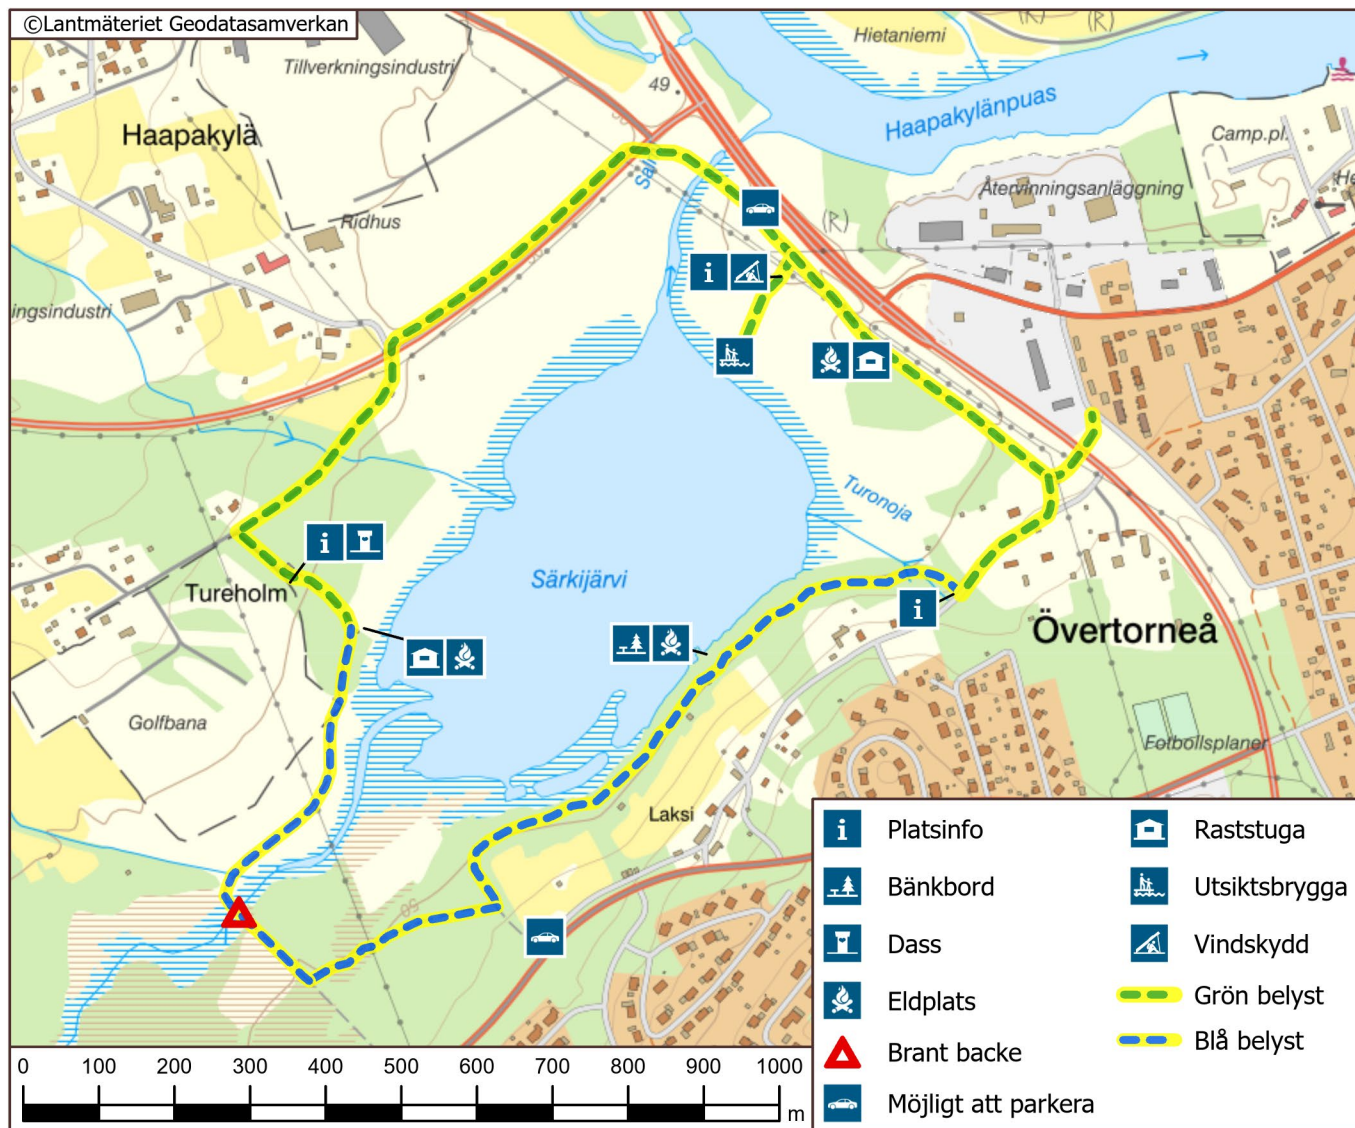 ©Lantmäteriet Geodatasamverkan
Hietaniemi
(R)
(R)
Tillverkningsindustri
49
Haapakylänpuas
Haapakylä
Camp.pl.
Återvinningsanläggning
Ridhus
(R)
ningsindustri
Turonoja
Särkijärvi
Tureholm
Övertorneå
Golfbana
Fotbollsplaner
Laksi
50
i Platsinfo
Raststuga
Bänkbord
Utsiktsbrygga
Dass
Vindskydd
Eldplats
Grön belyst
Brant backe
Blå belyst
Möjligt att parkera
0 100 200 300 400 500 600 700 800 900 1000
m